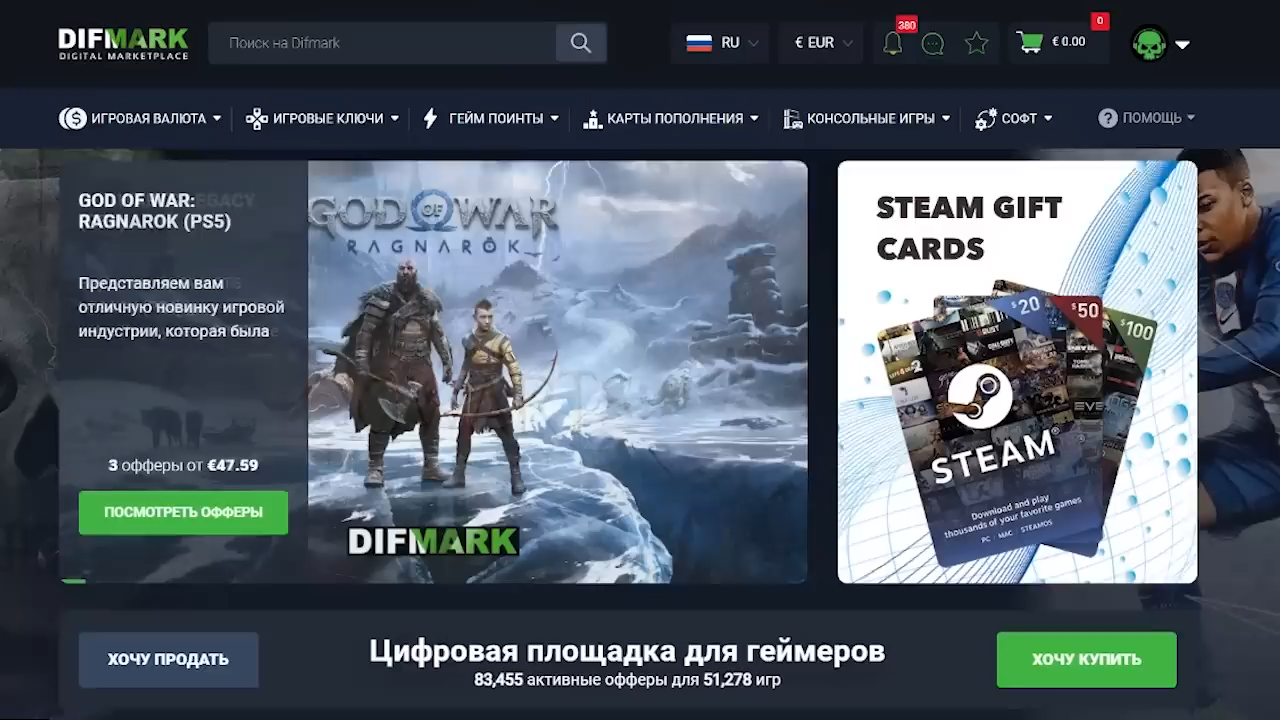 DIFMARK
DIGITAL MARKETPLACE
Поиск на Difmark
RU
€ EUR
380
0
€ 0.00
ИГРОВАЯ ВАЛЮТА
ИГРОВЫЕ КЛЮЧИ
ГЕЙМ ПОИНТЫ
КАРТЫ ПОПОЛНЕНИЯ
КОНСОЛЬНЫЕ ИГРЫ
СОФТ
ПОМОЩЬ
GOD OF WAR:
RAGNAROK (PS5)
Представляем вам
отличную новинку игровой
индустрии, которая была
3 офферы от €47.59
ПОСМОТРЕТЬ ОФФЕРЫ
GOD OF WAR
RAGNARÖK
DIFMARK
STEAM GIFT
CARDS
$20
$50
$100
STEAM®
Download and play
thousands of your favorite games
PC MAC STEAMOS
ХОЧУ ПРОДАТЬ
Цифровая площадка для геймеров
83,455 активные офферы для 51,278 игр
ХОЧУ КУПИТЬ